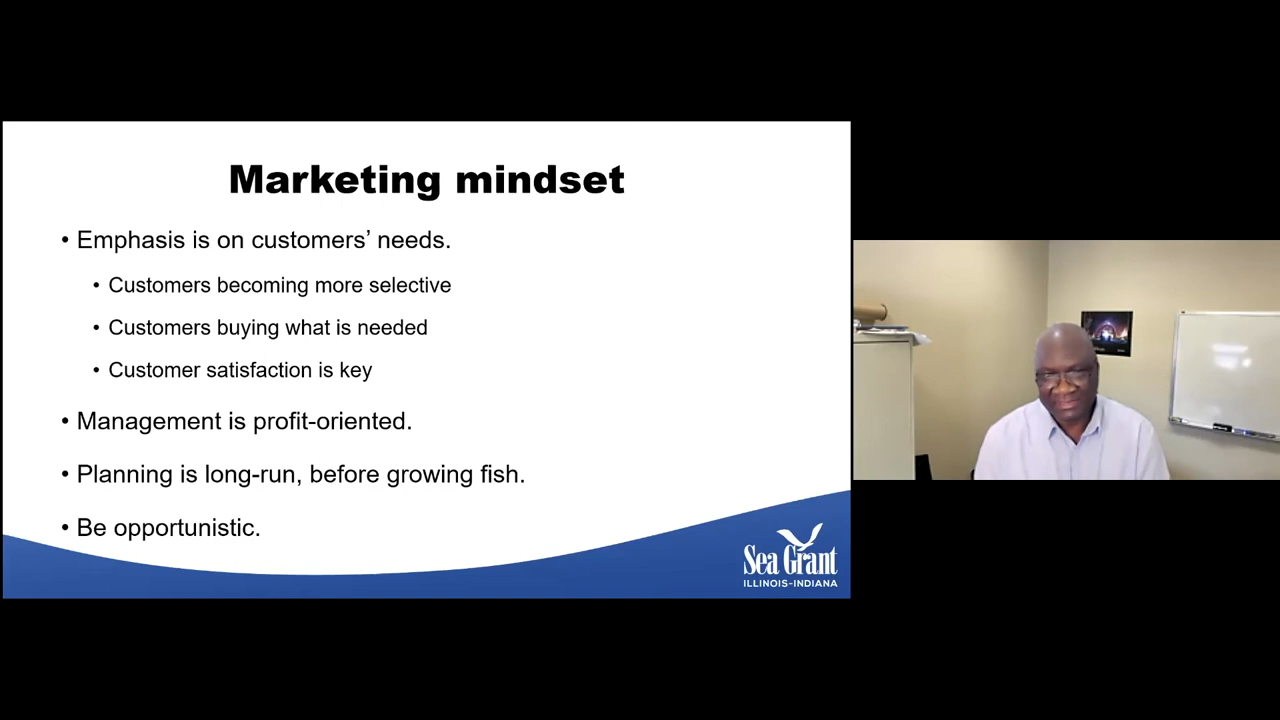 Marketing mindset
• Emphasis is on customers’ needs.
• Customers becoming more selective
• Customers buying what is needed
• Customer satisfaction is key
• Management is profit-oriented.
• Planning is long-run, before growing fish.
• Be opportunistic.
Sea Grant
ILLINOIS-INDIANA